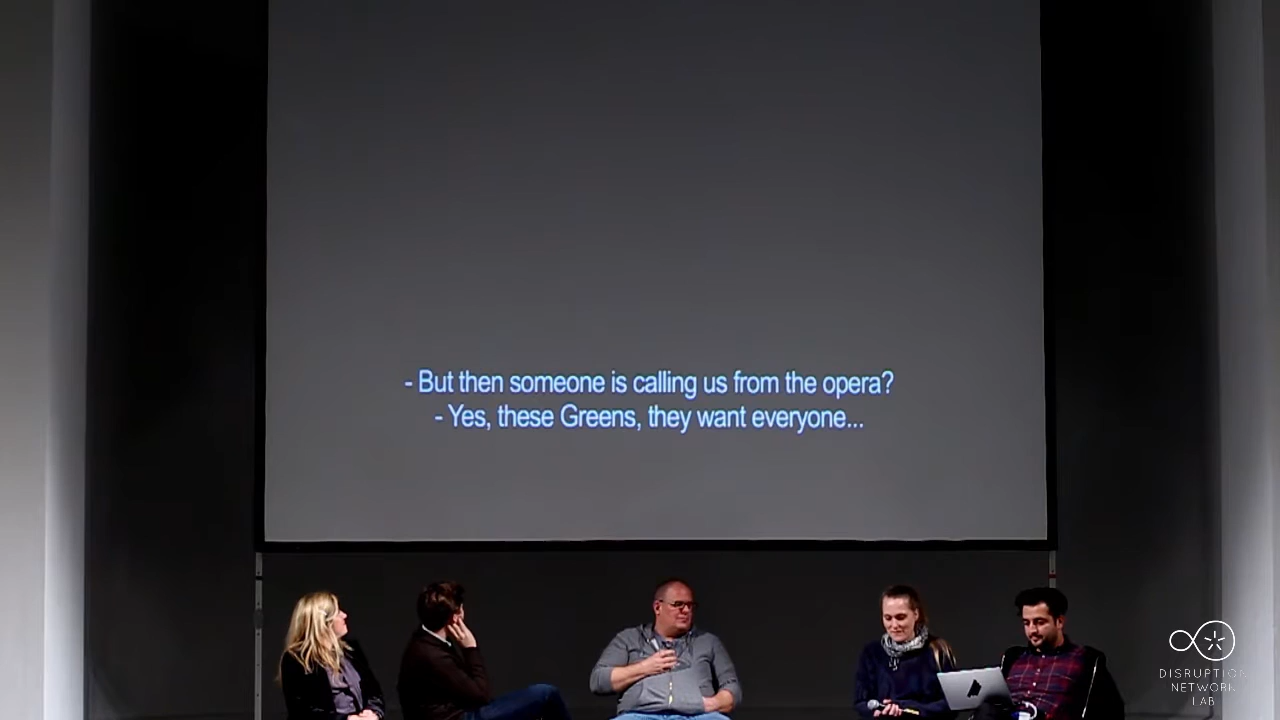 - But then someone is calling us from the opera?
- Yes, these Greens, they want everyone...
DISRUPTION
NETWORK
LAB